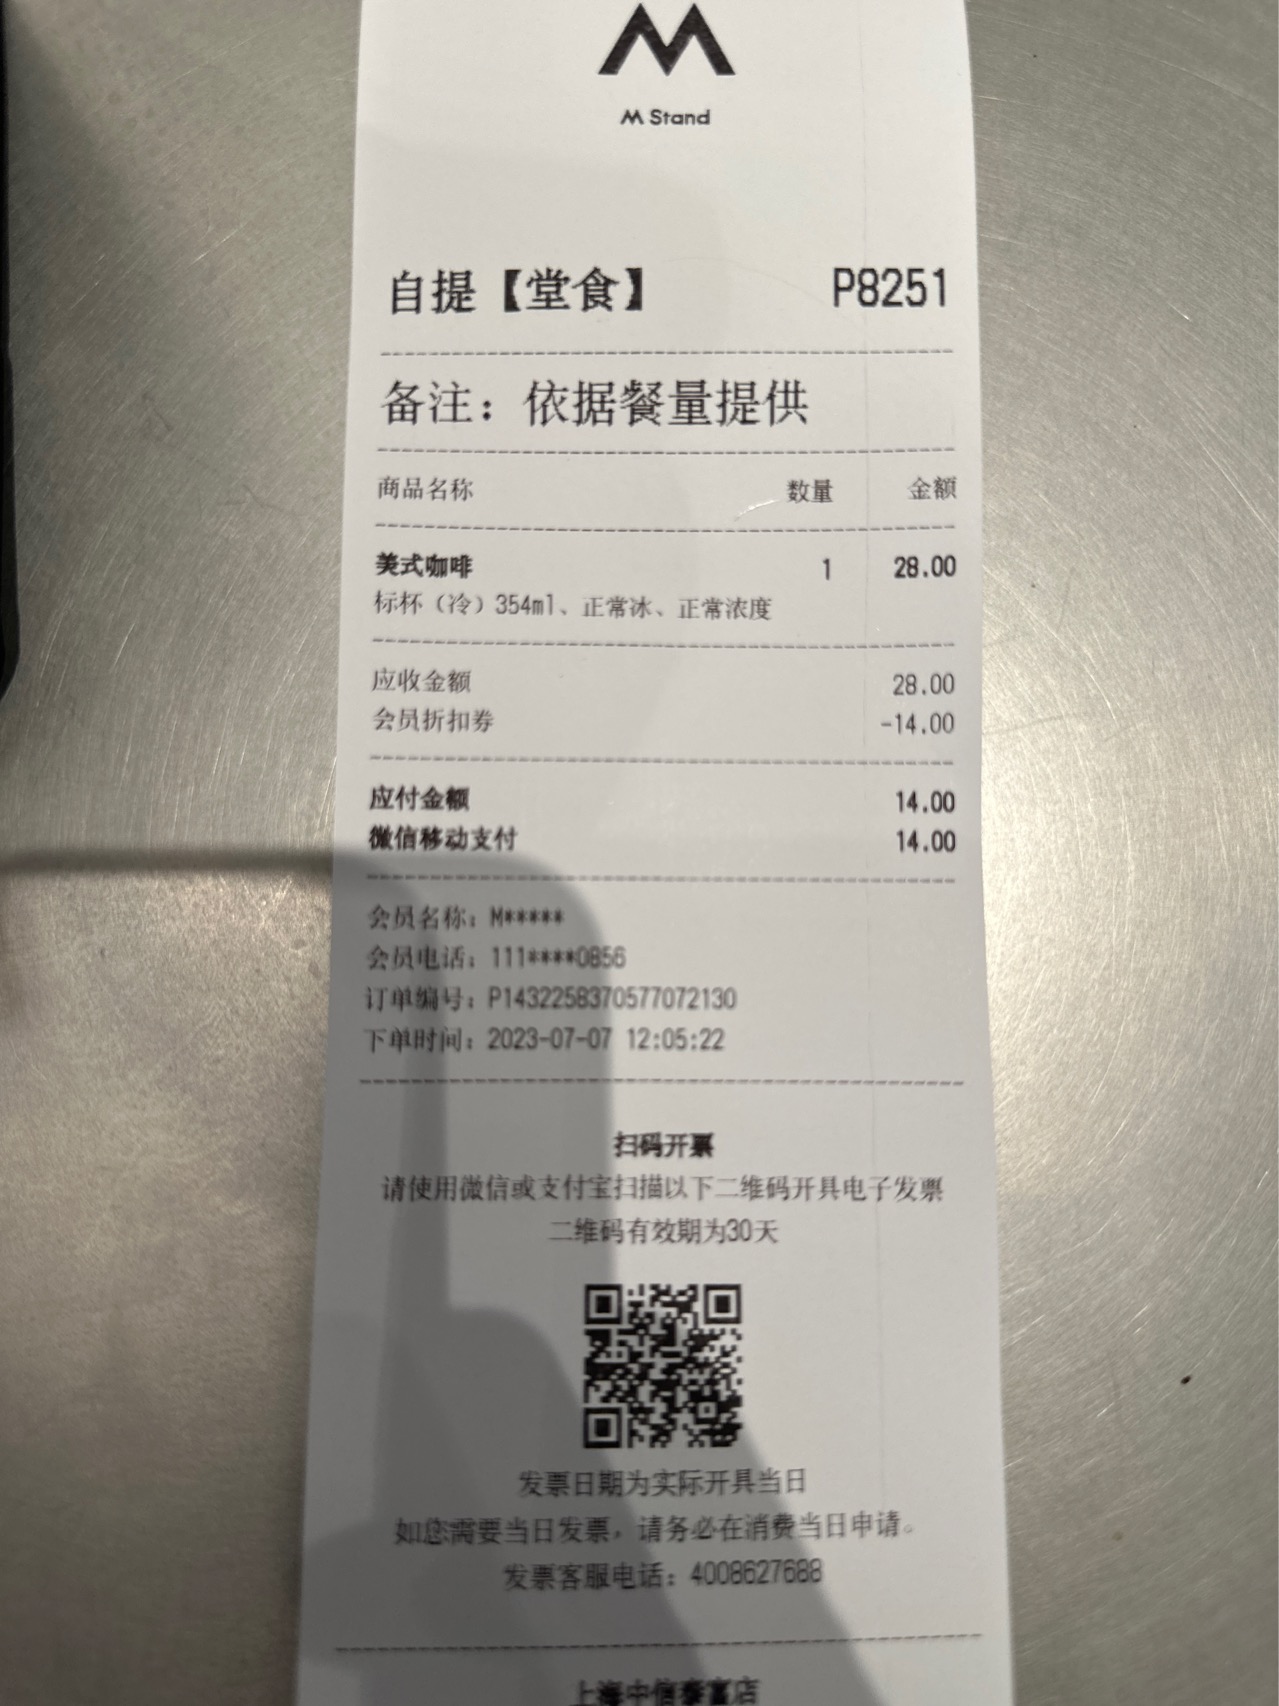 M Stand
自提【堂食】 P8251
备注：依据餐量提供
商品名称 数量 金额
美式咖啡 1 28.00
标杯（冷）354ml、正常冰、正常浓度
应收金额 28.00
会员折扣券 -14.00
应付金额 14.00
微信移动支付 14.00
会员名称：M*****
会员电话：111****0856
订单编号：P1432258370577072130
下单时间：2023-07-07 12:05:22
扫码开票
请使用微信或支付宝扫描以下二维码开具电子发票
二维码有效期为30天
发票日期为实际开具当日
如您需要当日发票，请务必在消费当日申请。
发票客服电话：4008627688
上海中信泰富店